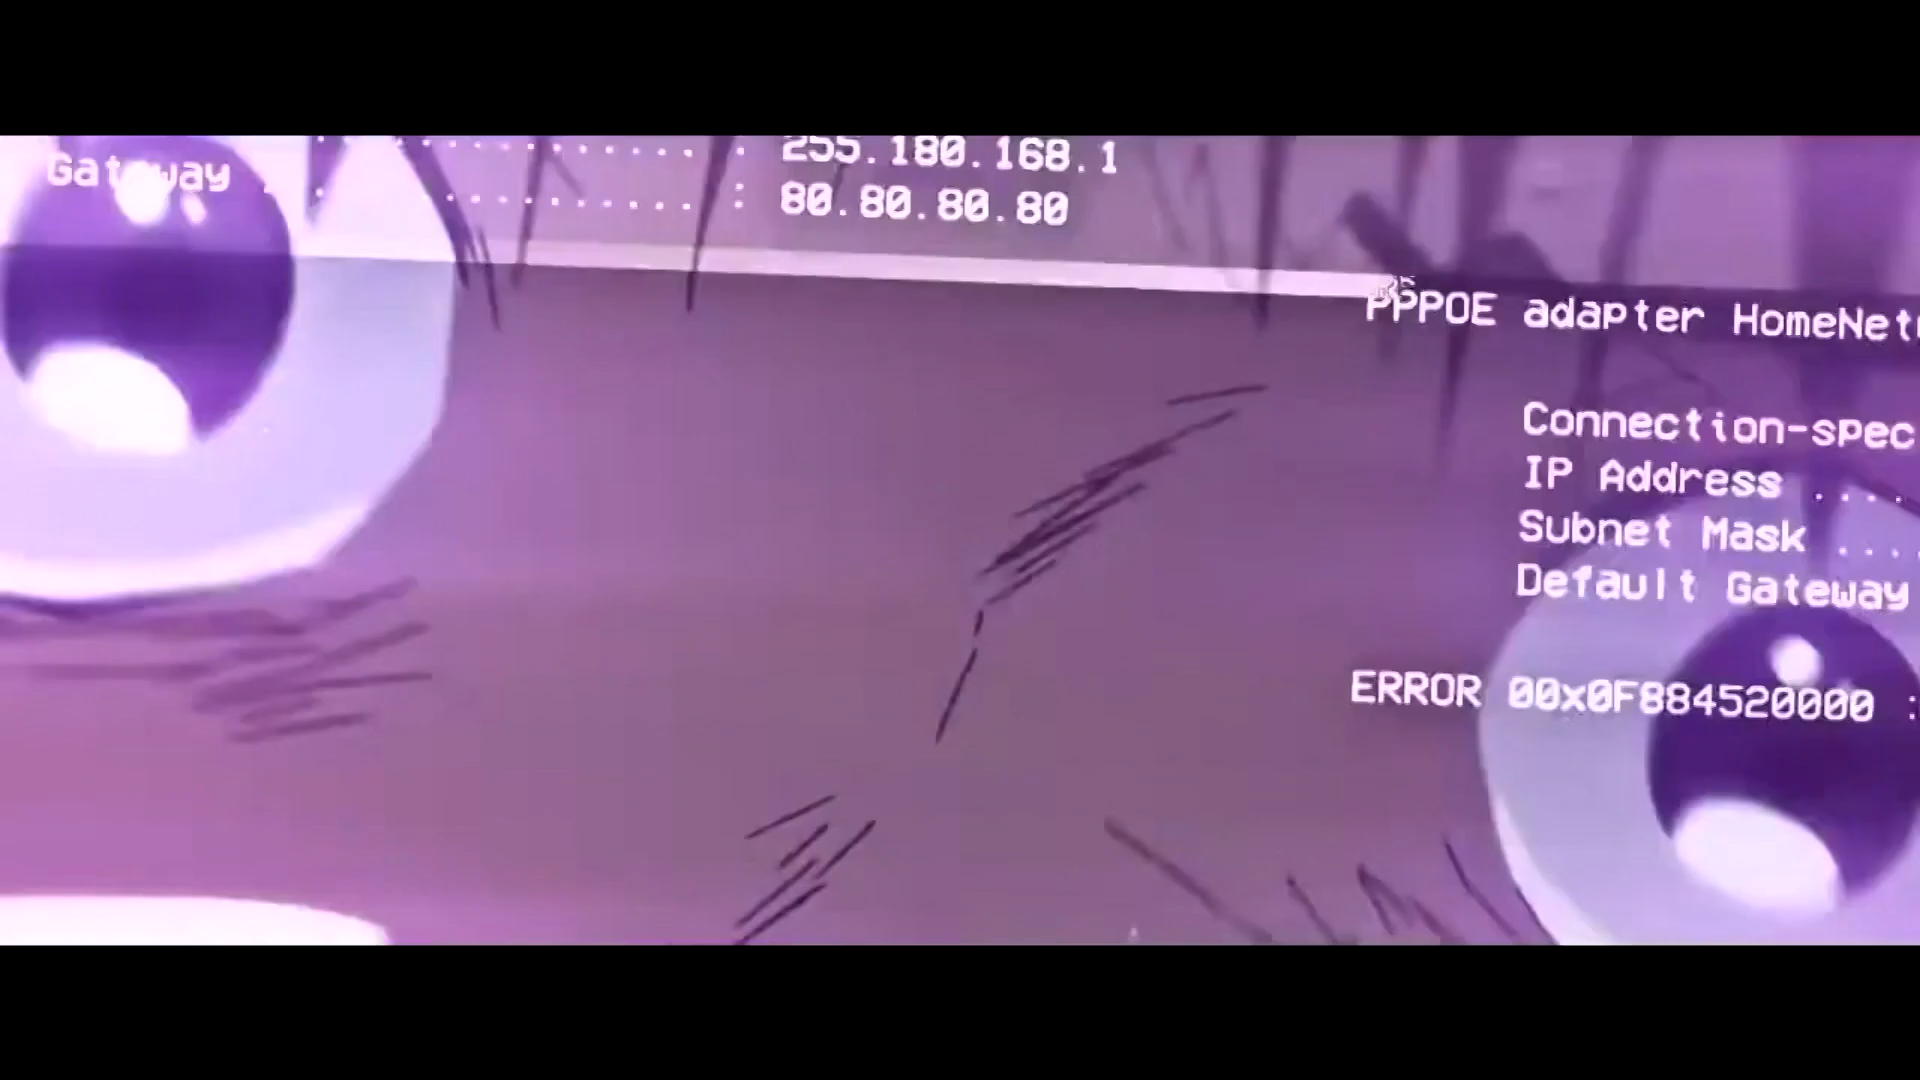 255.180.168.1
Gateway . . . . . . . . . . . : 80.80.80.80
PPPOE adapter
Connection-spec
IP Address ....
Subnet Mask ....
Default Gateway
ERROR 00x0F884520000 :